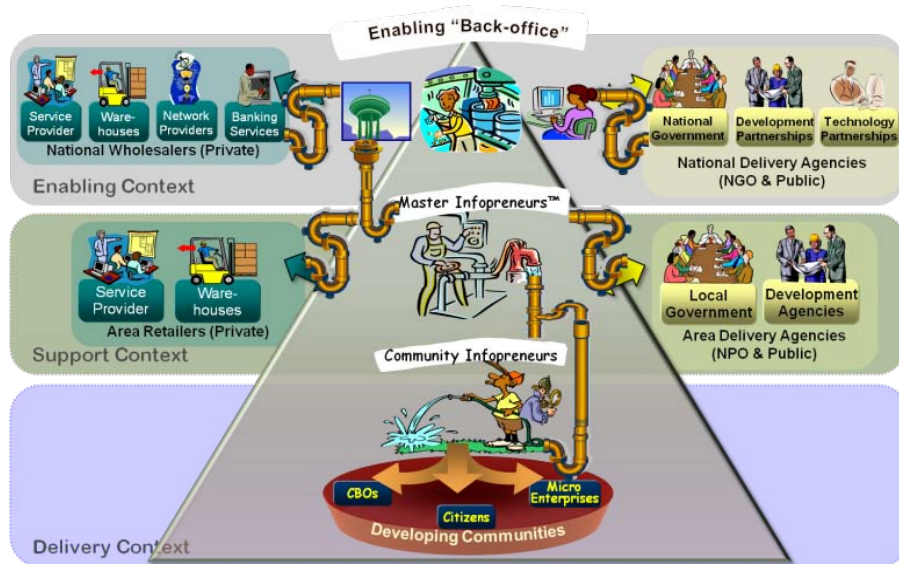 Enabling “Back-office”
Service
Provider
Ware-
houses
Network
Providers
Banking
Services
National Wholesalers (Private)
Enabling Context
National
Government
Development
Partnerships
Technology
Partnerships
National Delivery Agencies
(NGO & Public)
Master Infopreneurs™
Service
Provider
Ware-
houses
Area Retailers (Private)
Support Context
Local
Government
Development
Agencies
Area Delivery Agencies
(NPO & Public)
Community Infopreneurs
CBOs
Citizens
Micro
Enterprises
Developing Communities
Delivery Context